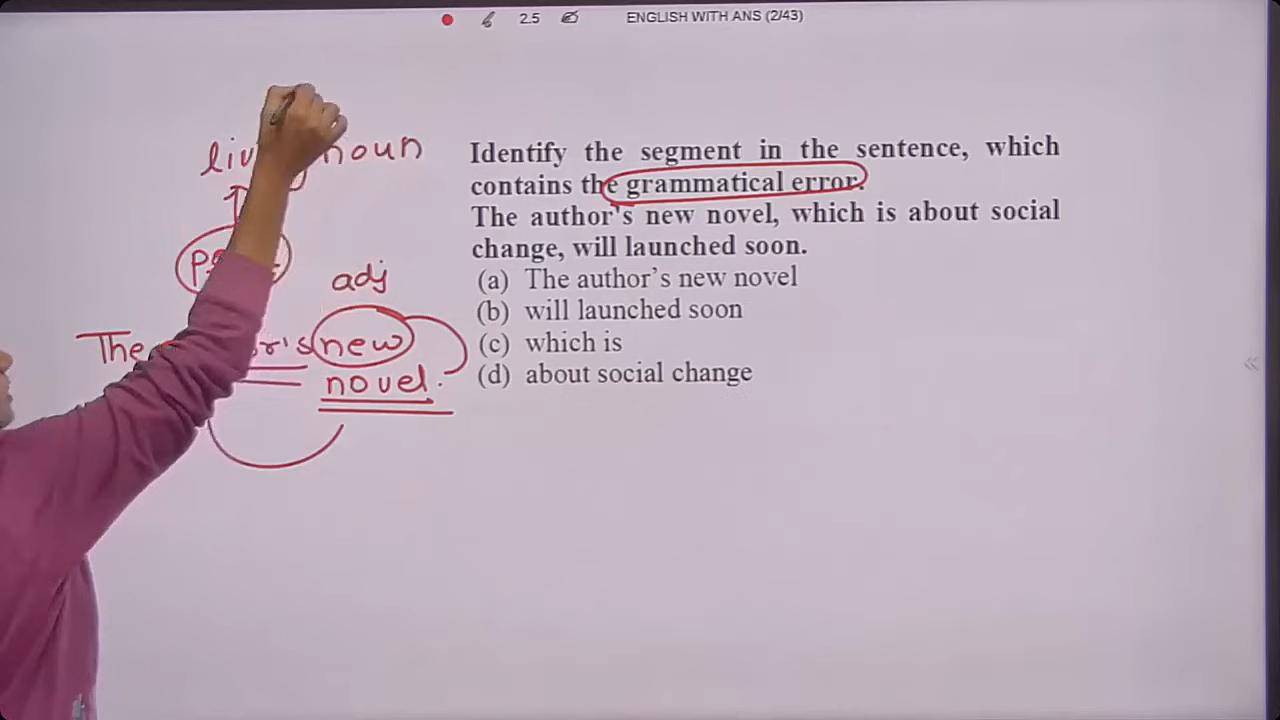 2.5 ENGLISH WITH ANS (2/43)
noun
adj
The new
novel.
Identify the segment in the sentence, which
contains the grammatical error.
The author's new novel, which is about social
change, will launched soon.
(a) The author's new novel
(b) will launched soon
(c) which is
(d) about social change